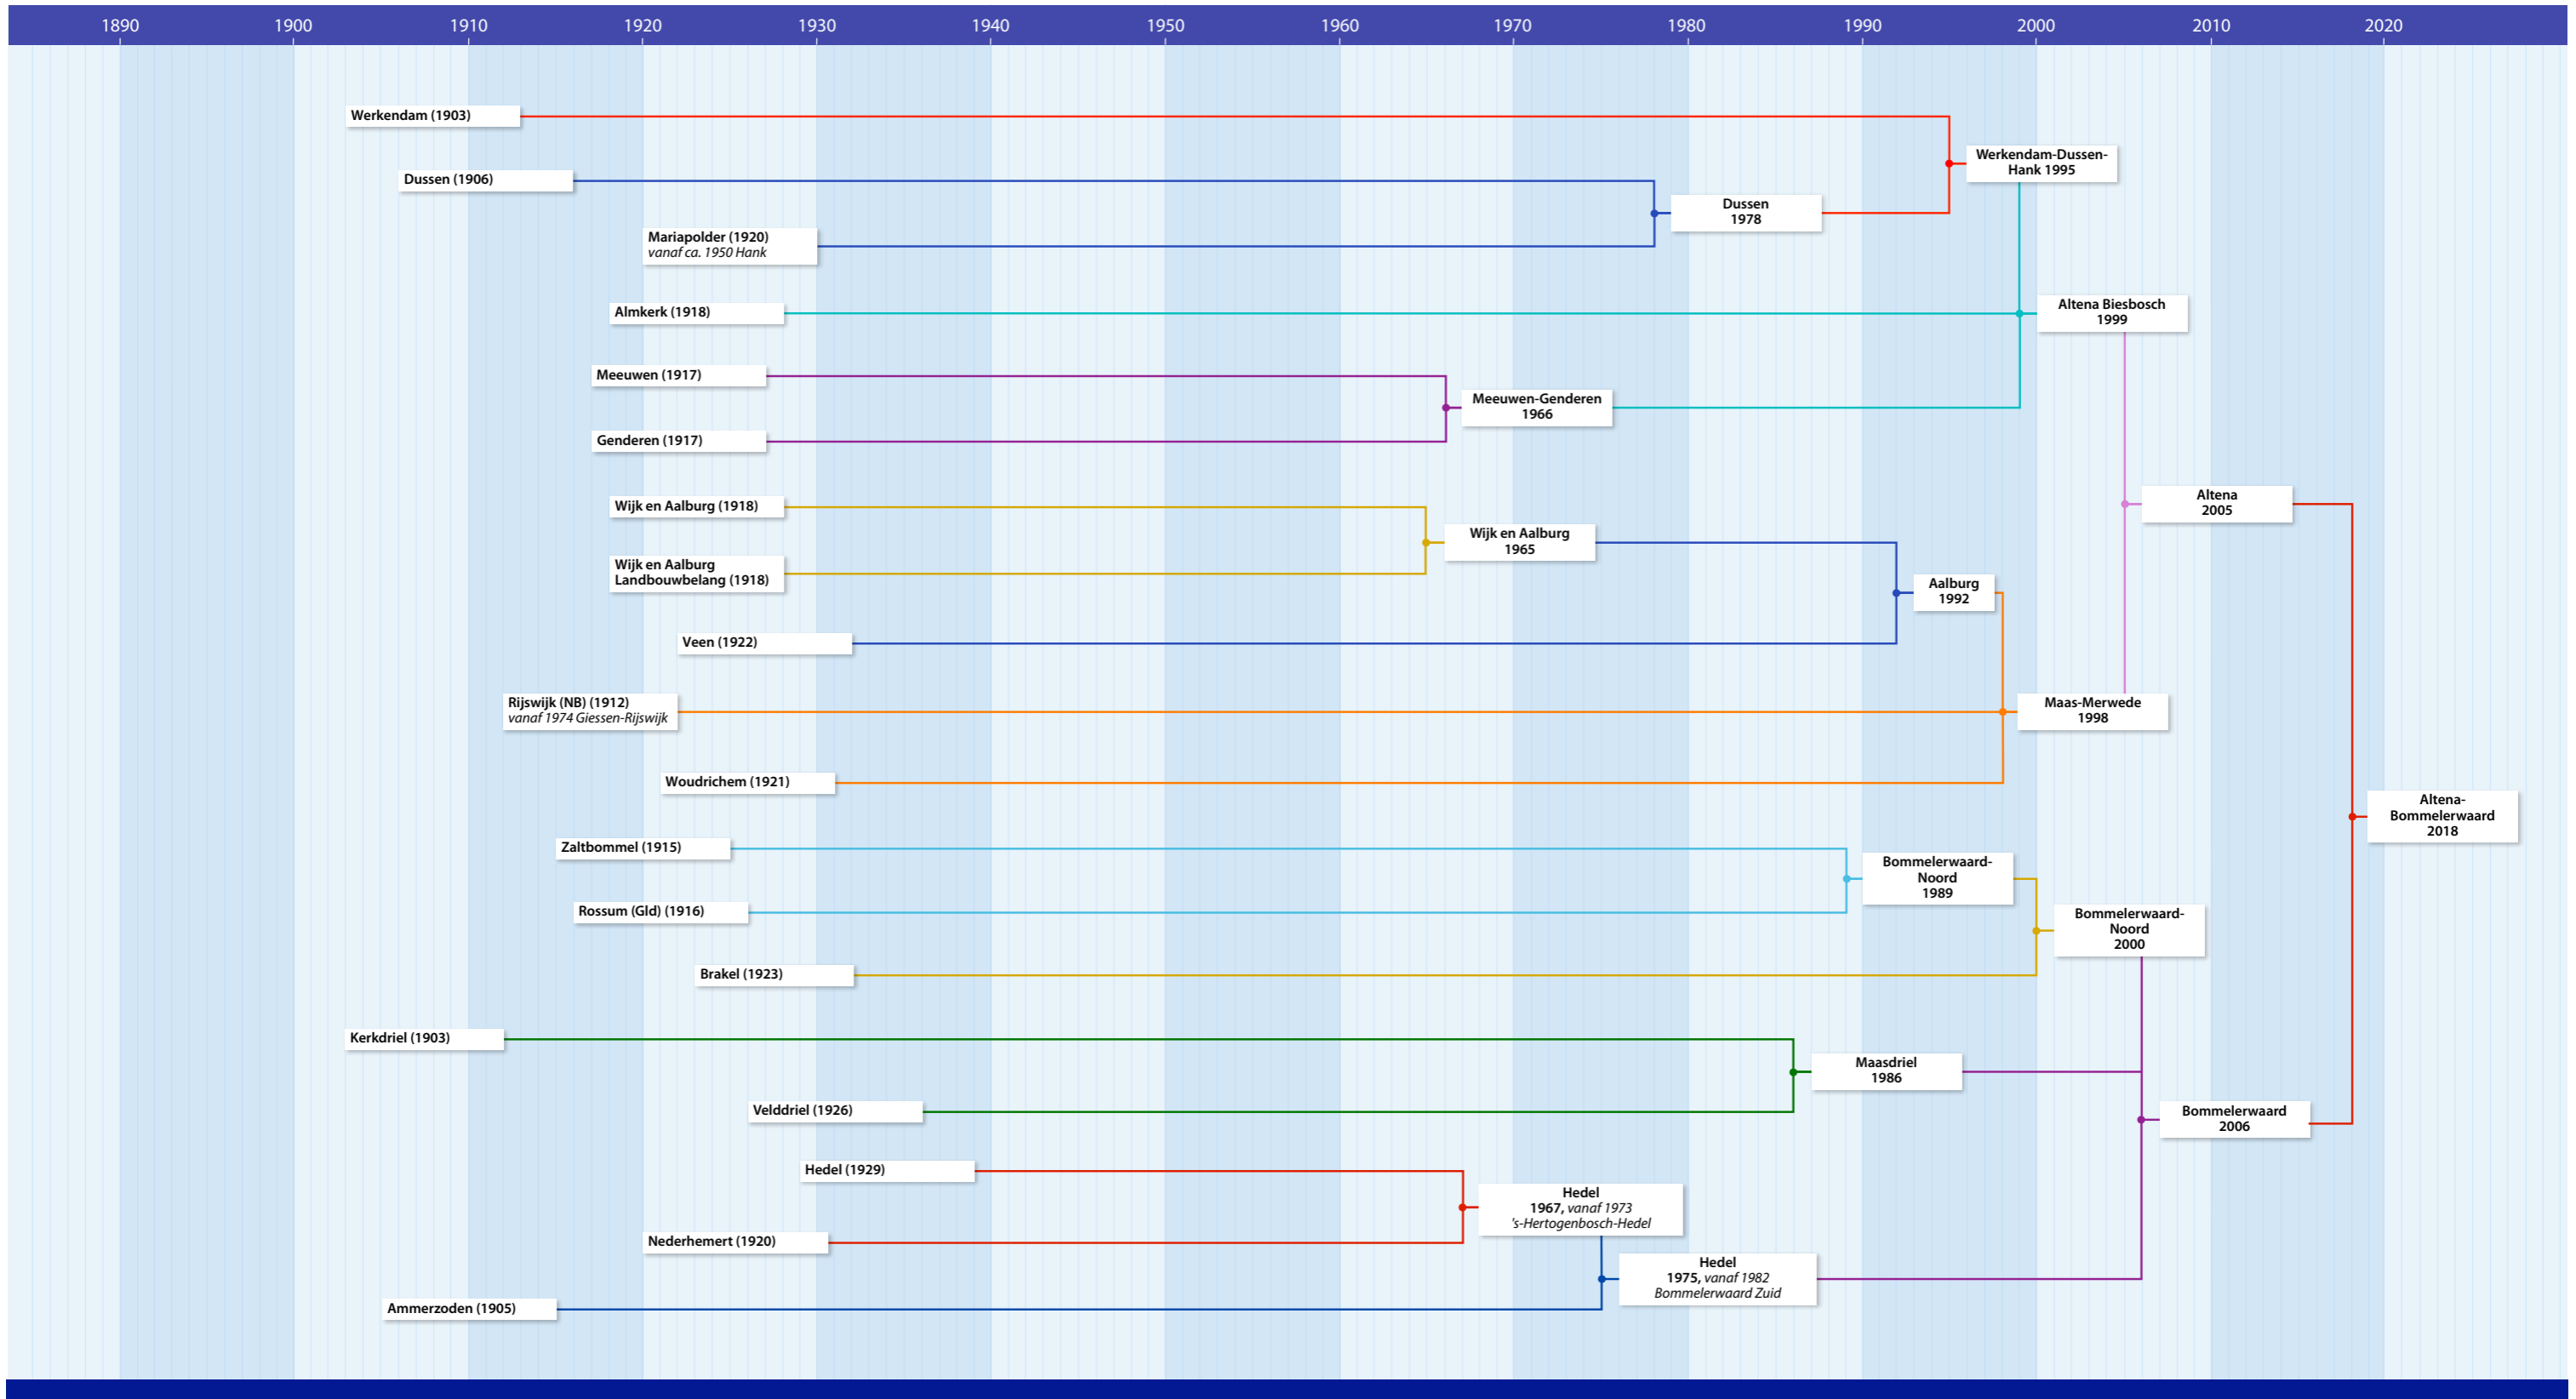 1890 1900 1910 1920 1930 1940 1950 1960 1970 1980 1990 2000 2010 2020
Werkendam (1903)
Werkendam-Dussen-
Hank 1995
Dussen (1906)
Dussen
1978
Mariapolder (1920)
vanaf ca. 1950 Hank
Almkerk (1918)
Altena Biesbosch
1999
Meeuwen (1917)
Meeuwen-Genderen
1966
Genderen (1917)
Wijk en Aalburg (1918)
Altena
2005
Wijk en Aalburg
1965
Wijk en Aalburg
Landbouwbelang (1918)
Aalburg
1992
Veen (1922)
Rijswijk (NB) (1912)
vanaf 1974 Giessen-Rijswijk
Maas-Merwede
1998
Woudrichem (1921)
Altena-
Bommelerwaard
2018
Zaltbommel (1915)
Bommelerwaard-
Noord
1989
Rossum (Gld) (1916)
Bommelerwaard-
Noord
2000
Brakel (1923)
Kerkdriel (1903)
Maasdriel
1986
Velddriel (1926)
Bommelerwaard
2006
Hedel (1929)
Hedel
1967, vanaf 1973
's-Hertogenbosch-Hedel
Nederhemert (1920)
Hedel
1975, vanaf 1982
Bommelerwaard Zuid
Ammerzoden (1905)